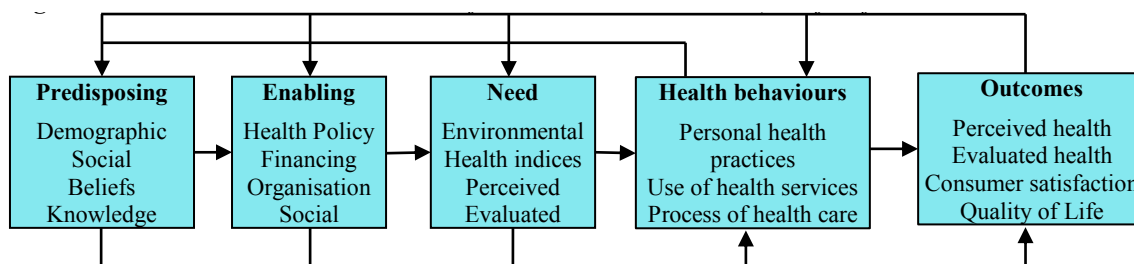 Predisposing
Demographic
Social
Beliefs
Knowledge
Enabling
Health Policy
Financing
Organisation
Social
Need
Environmental
Health indices
Perceived
Evaluated
Health behaviours
Personal health
practices
Use of health services
Process of health care
Outcomes
Perceived health
Evaluated health
Consumer satisfaction
Quality of Life